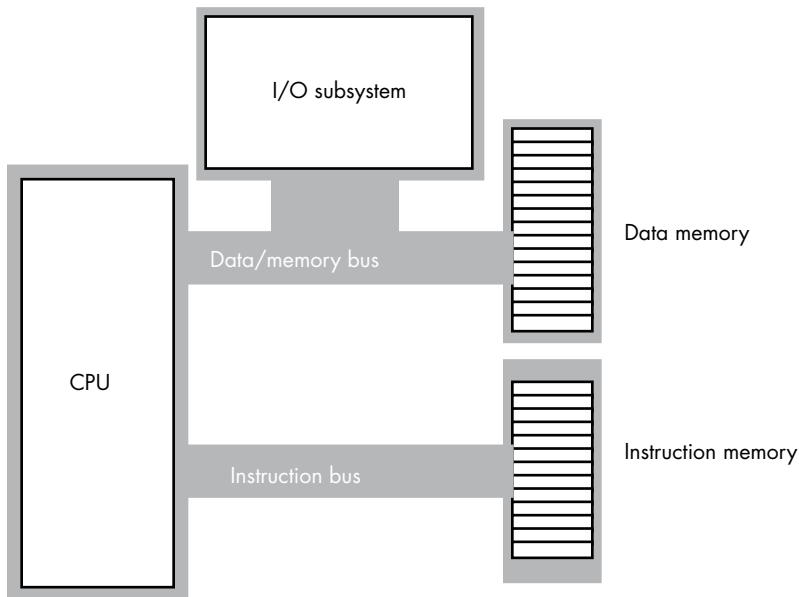 I/O subsystem
Data memory
Data/memory bus
CPU
Instruction memory
Instruction bus